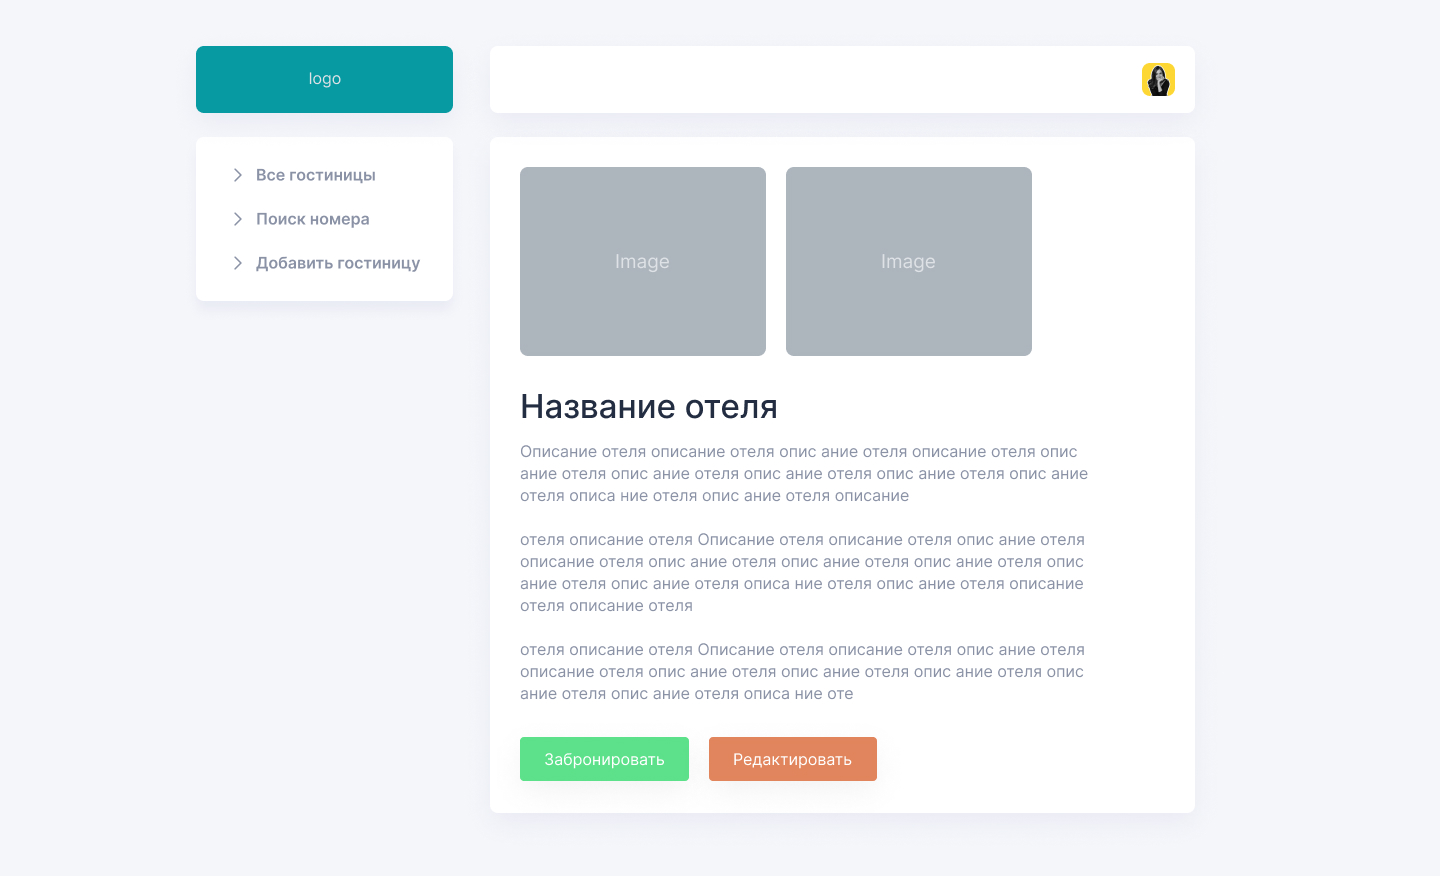 logo
Все гостиницы
Поиск номера
Добавить гостиницу
Image
Image
Название отеля
Описание отеля описание отеля опис ание отеля описание отеля опис
ание отеля опис ание отеля опис ание отеля опис ание отеля опис ание
отеля описа ние отеля опис ание отеля описание
отеля описание отеля Описание отеля описание отеля опис ание отеля
описание отеля опис ание отеля опис ание отеля опис ание отеля опис
ание отеля опис ание отеля описа ние отеля опис ание отеля описание
отеля описание отеля
отеля описание отеля Описание отеля описание отеля опис ание отеля
описание отеля опис ание отеля опис ание отеля опис ание отеля опис
ание отеля опис ание отеля описа ние оте
Забронировать
Редактировать